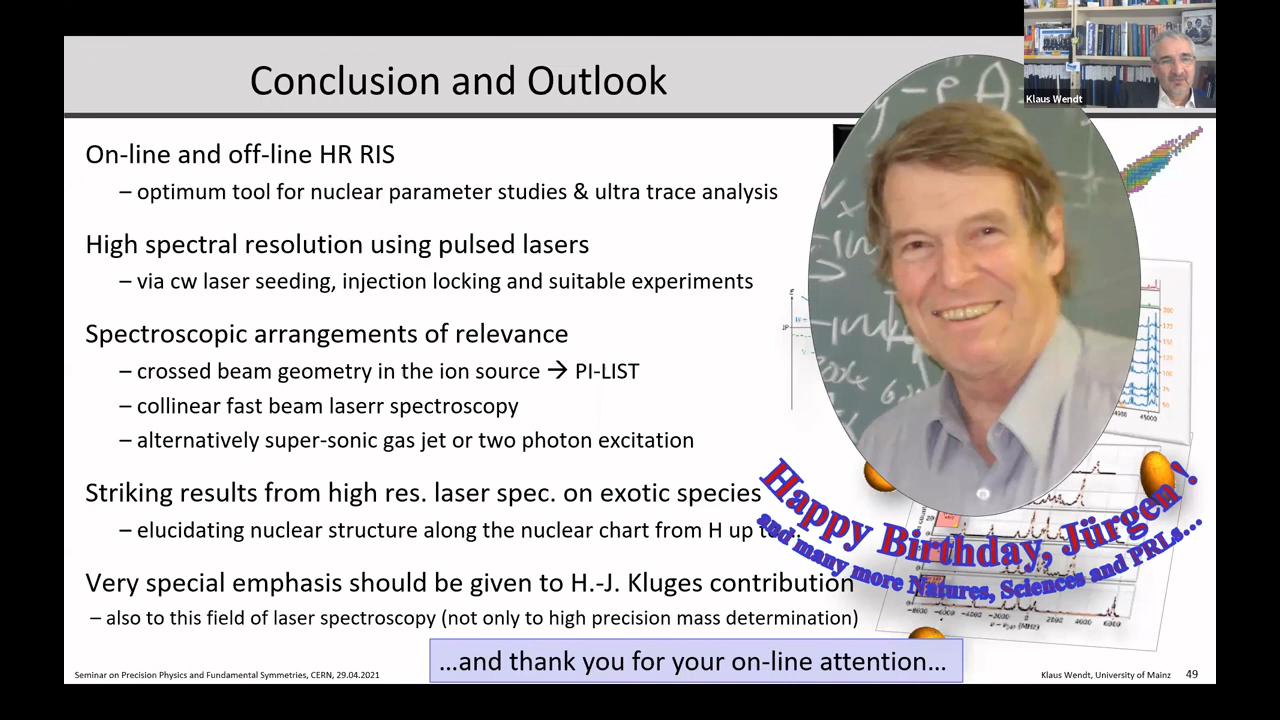 Conclusion and Outlook
Klaus Wendt
On-line and off-line HR RIS
– optimum tool for nuclear parameter studies & ultra trace analysis
High spectral resolution using pulsed lasers
– via cw laser seeding, injection locking and suitable experiments
Spectroscopic arrangements of relevance
– crossed beam geometry in the ion source → PI-LIST
– collinear fast beam laserr spectroscopy
– alternatively super-sonic gas jet or two photon excitation
Striking results from high res. laser spec. on exotic species
– elucidating nuclear structure along the nuclear chart from H up
Happy Birthday, Jürgen !
and many more Natures, Sciences and PRLa...
Very special emphasis should be given to H.-J. Kluges contribution
– also to this field of laser spectroscopy (not only to high precision mass determination)
...and thank you for your on-line attention...
Seminar on Precision Physics and Fundamental Symmetries, CERN, 29.04.2021
Klaus Wendt, University of Mainz 49